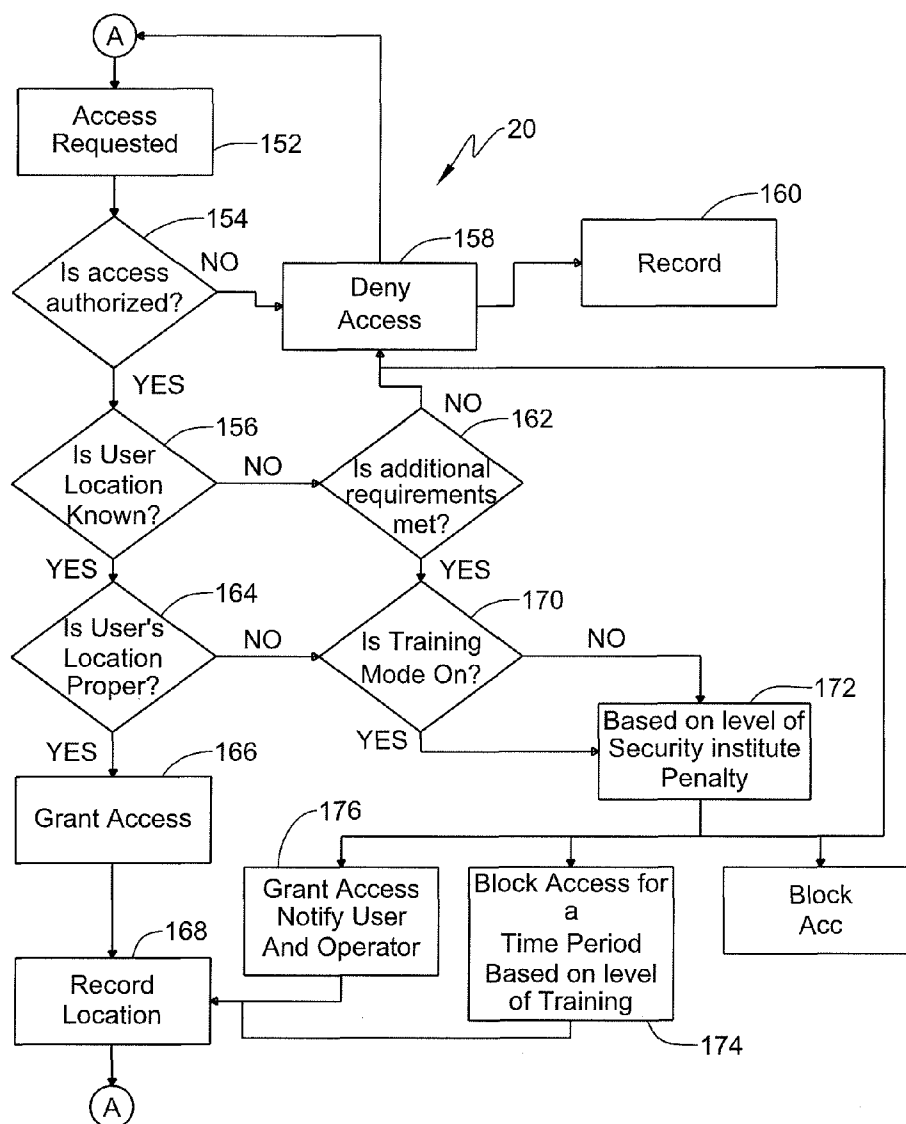 A
Access
Requested
152
20
154
Is access
authorized?
NO
YES
158
Deny
Access
160
Record
156
Is User
Location
Known?
NO
YES
NO
162
Is additional
requirements
met?
YES
164
Is User's
Location
Proper?
NO
YES
170
Is Training
Mode On?
NO
YES
172
Based on level of
Security institute
Penalty
166
Grant Access
176
Grant Access
Notify User
And Operator
Block Access for
a
Time Period
Based on level
of Training
174
Block
Acc
168
Record
Location
A